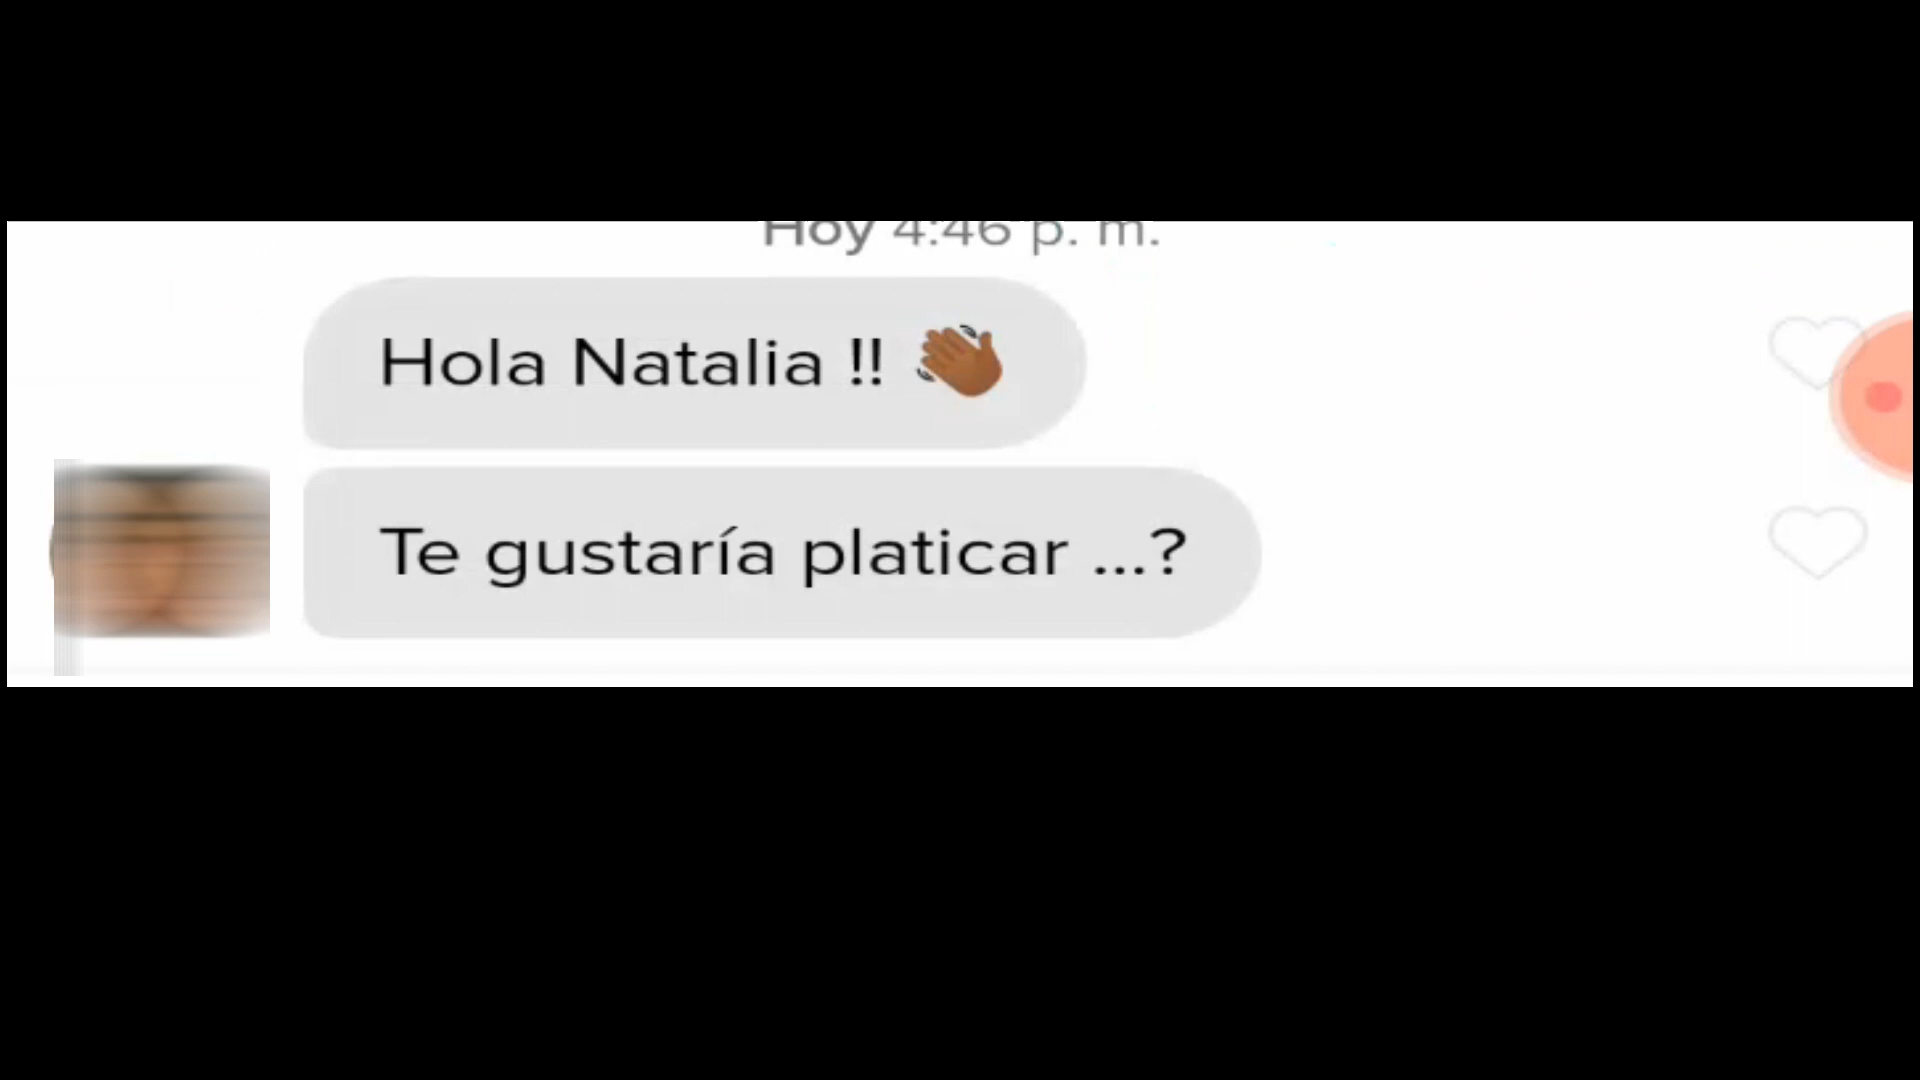 Hoy 4:46 p. m.
Hola Natalia !! 👋🏾
Te gustaría platicar ...?